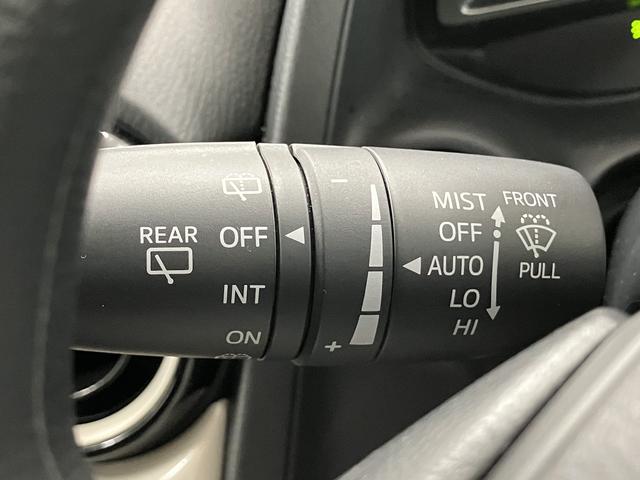 REAR
OFF
INT
ON
−
+
MIST
OFF
AUTO
LO
HI
FRONT
PULL